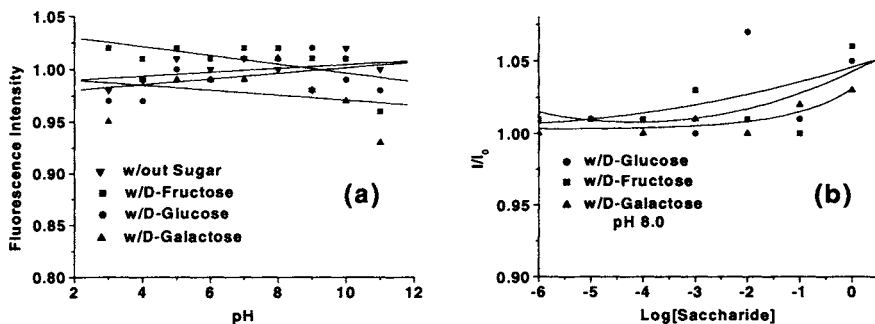 1.05
1.00
0.95
0.90
0.85
0.80
Fluorescence Intensity
w/out Sugar
w/D-Fructose
w/D-Glucose
w/D-Galactose
(a)
2 4 6 8 10 12
pH
1.05
1.00
0.95
0.90
I/I0
w/D-Glucose
w/D-Fructose
w/D-Galactose
pH 8.0
(b)
-6 -5 -4 -3 -2 -1 0
Log[Saccharide]